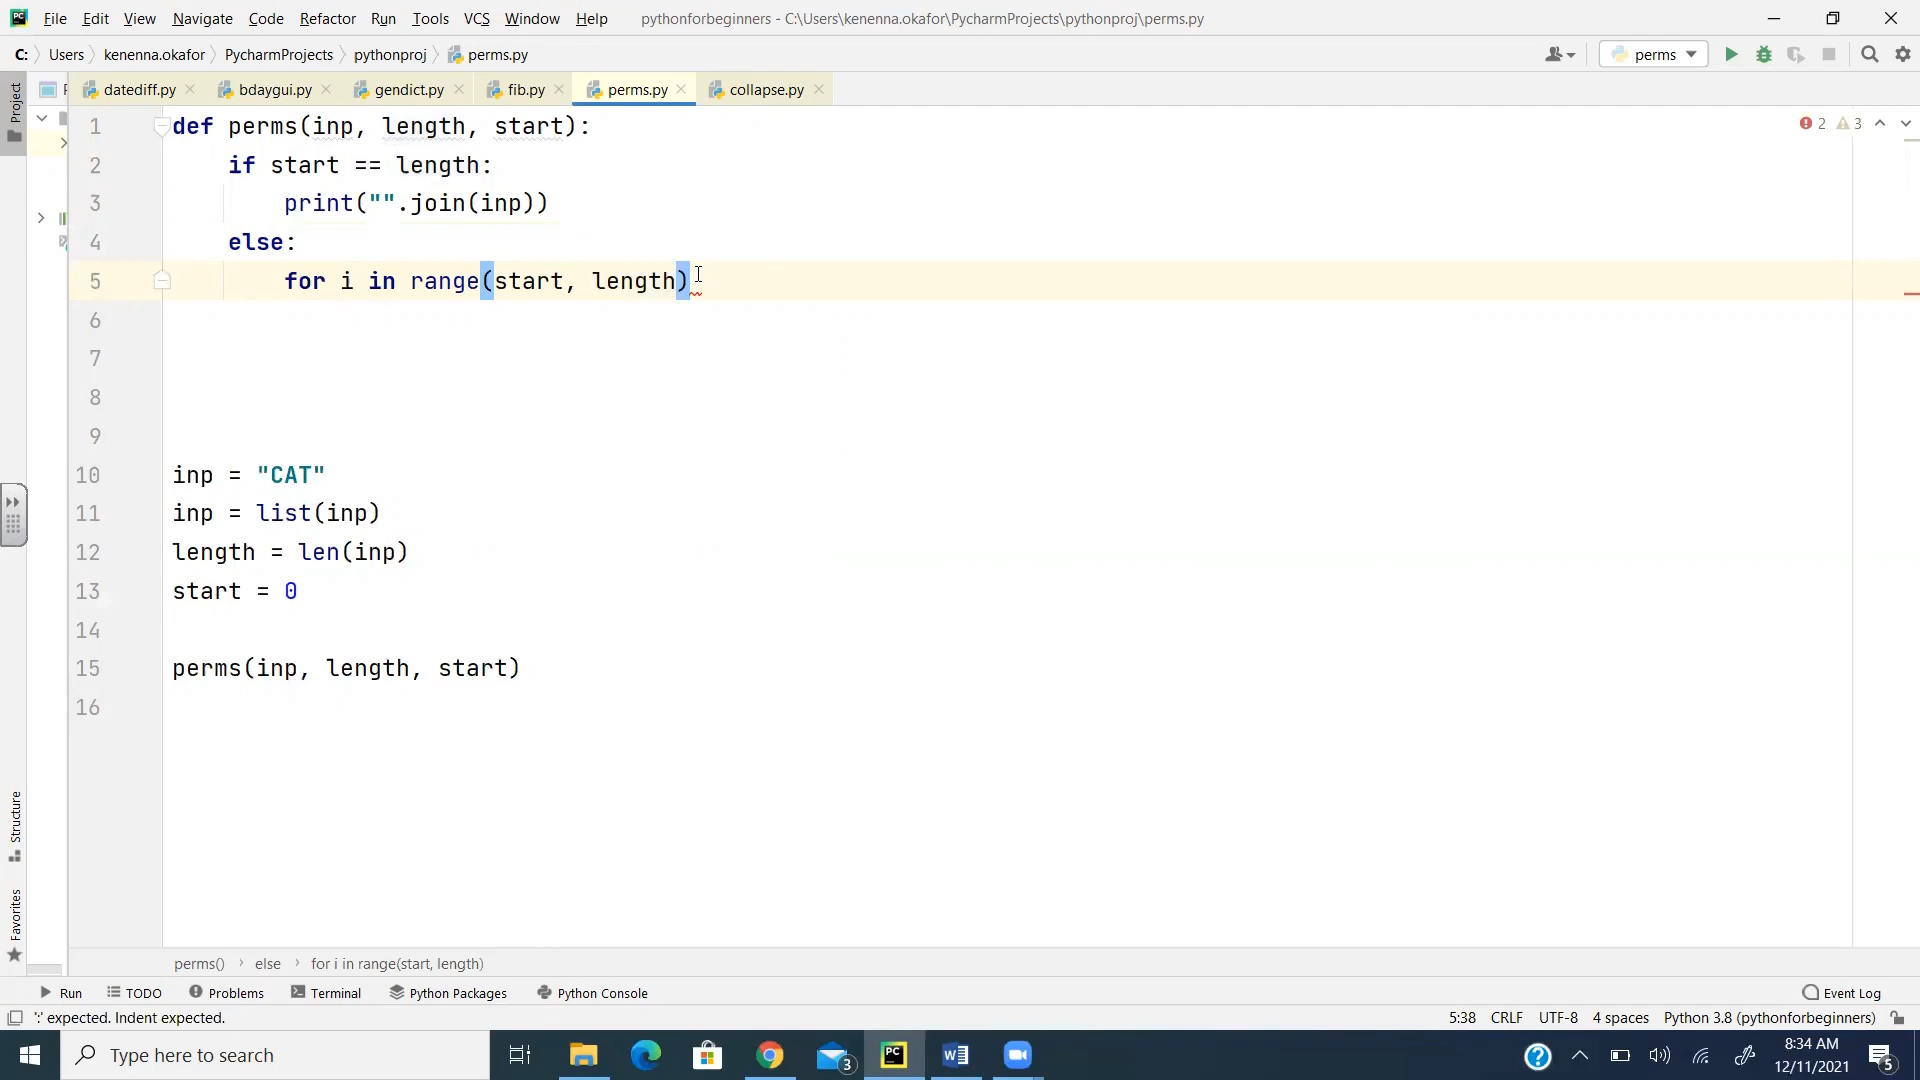 PC File Edit View Navigate Code Refactor Run Tools VCS Window Help pythonforbeginners - C:\Users\kenenna.okafor\PycharmProjects\pythonproj\perms.py
C: Users kenenna.okafor PycharmProjects pythonproj perms.py perms
Project
datediff.py bdaygui.py gendict.py fib.py perms.py collapse.py
1 def perms(inp, length, start): 2 3
2 if start == length:
3 print("".join(inp))
4 else:
5 for i in range(start, length)
6
7
8
9
10 inp = "CAT"
11 inp = list(inp)
12 length = len(inp)
13 start = 0
14
15 perms(inp, length, start)
16
Structure
Favorites
perms() else for i in range(start, length)
Run TODO Problems Terminal Python Packages Python Console Event Log
':' expected. Indent expected. 5:38 CRLF UTF-8 4 spaces Python 3.8 (pythonforbeginners)
Type here to search 3 PC W ? 8:34 AM
12/11/2021 5